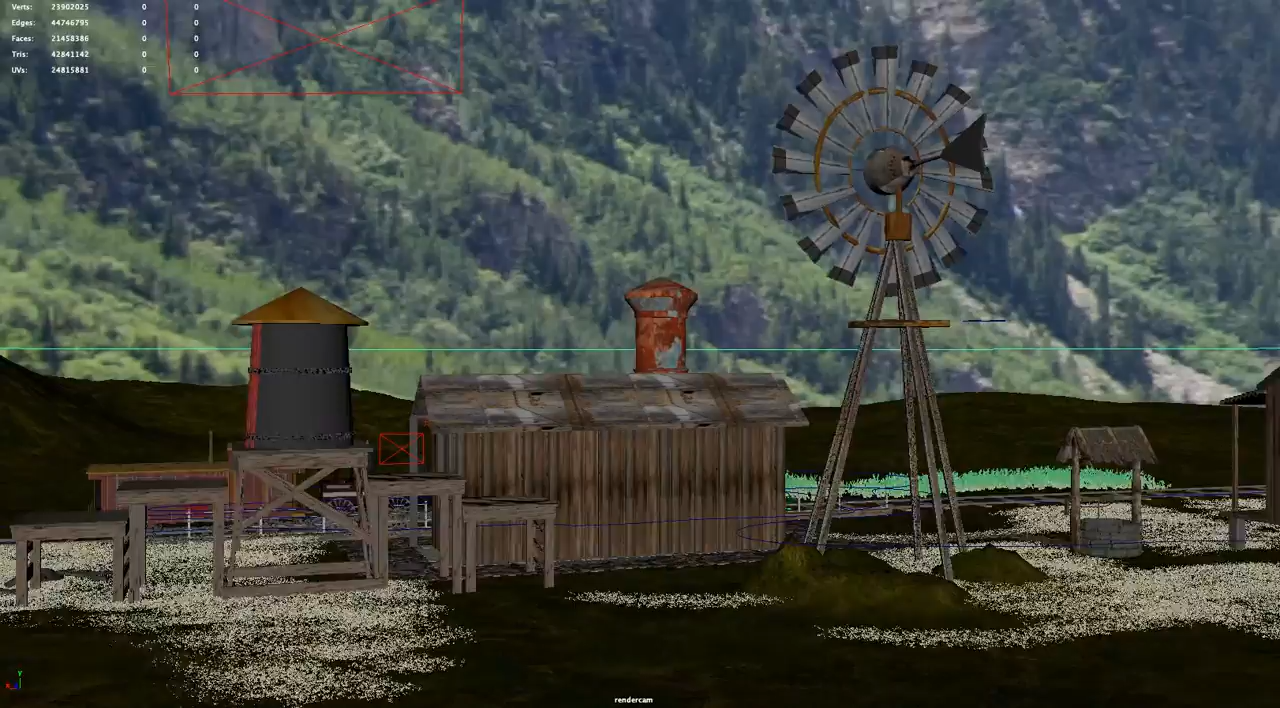 Verts: 23902025 0 0
Edges: 44746795 0 0
Faces: 21458386 0 0
Tris: 42841142 0 0
UVs: 24815881 0 0
Y
rendercam